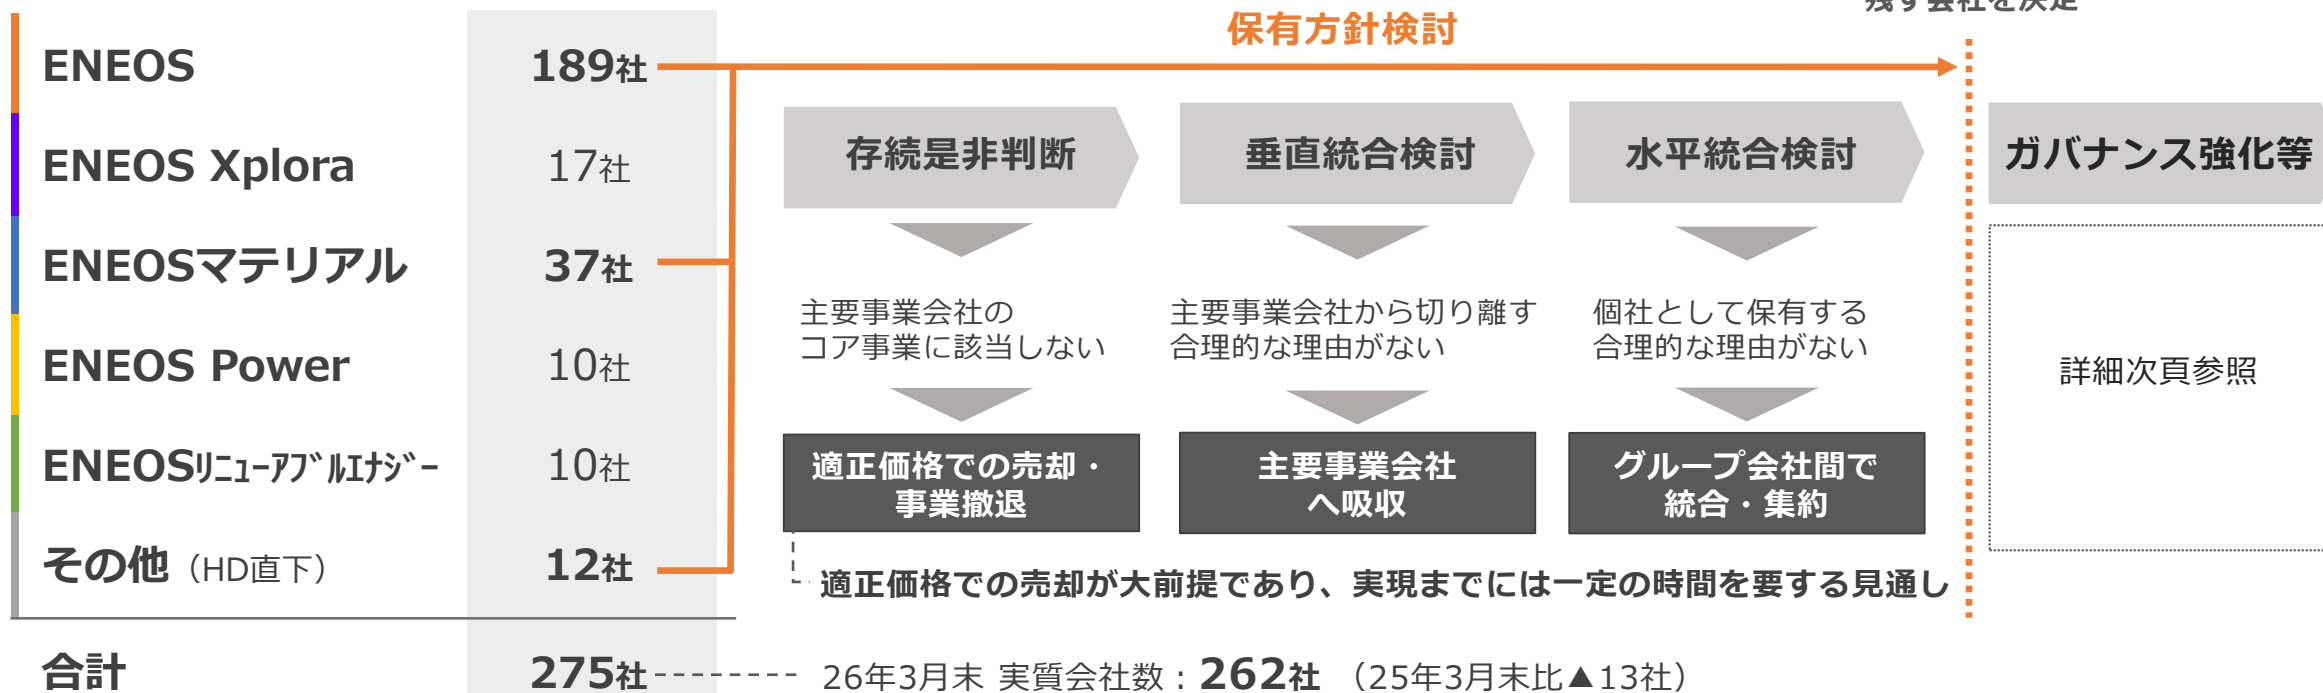 残す会社を決定
保有方針検討
ENEOS 189社
ENEOS Xplora 17社
ENEOSマテリアル 37社
ENEOS Power 10社
ENEOSﾘﾆｭｰｱﾌﾞﾙｴﾅｼﾞｰ 10社
その他（HD直下） 12社
合計 275社
存続是非判断
主要事業会社の
コア事業に該当しない
適正価格での売却・
事業撤退
垂直統合検討
主要事業会社から切り離す
合理的な理由がない
主要事業会社
へ吸収
水平統合検討
個社として保有する
合理的な理由がない
グループ会社間で
統合・集約
ガバナンス強化等
詳細次頁参照
適正価格での売却が大前提であり、実現までには一定の時間を要する見通し
26年3月末 実質会社数：262社 （25年3月末比▲13社）